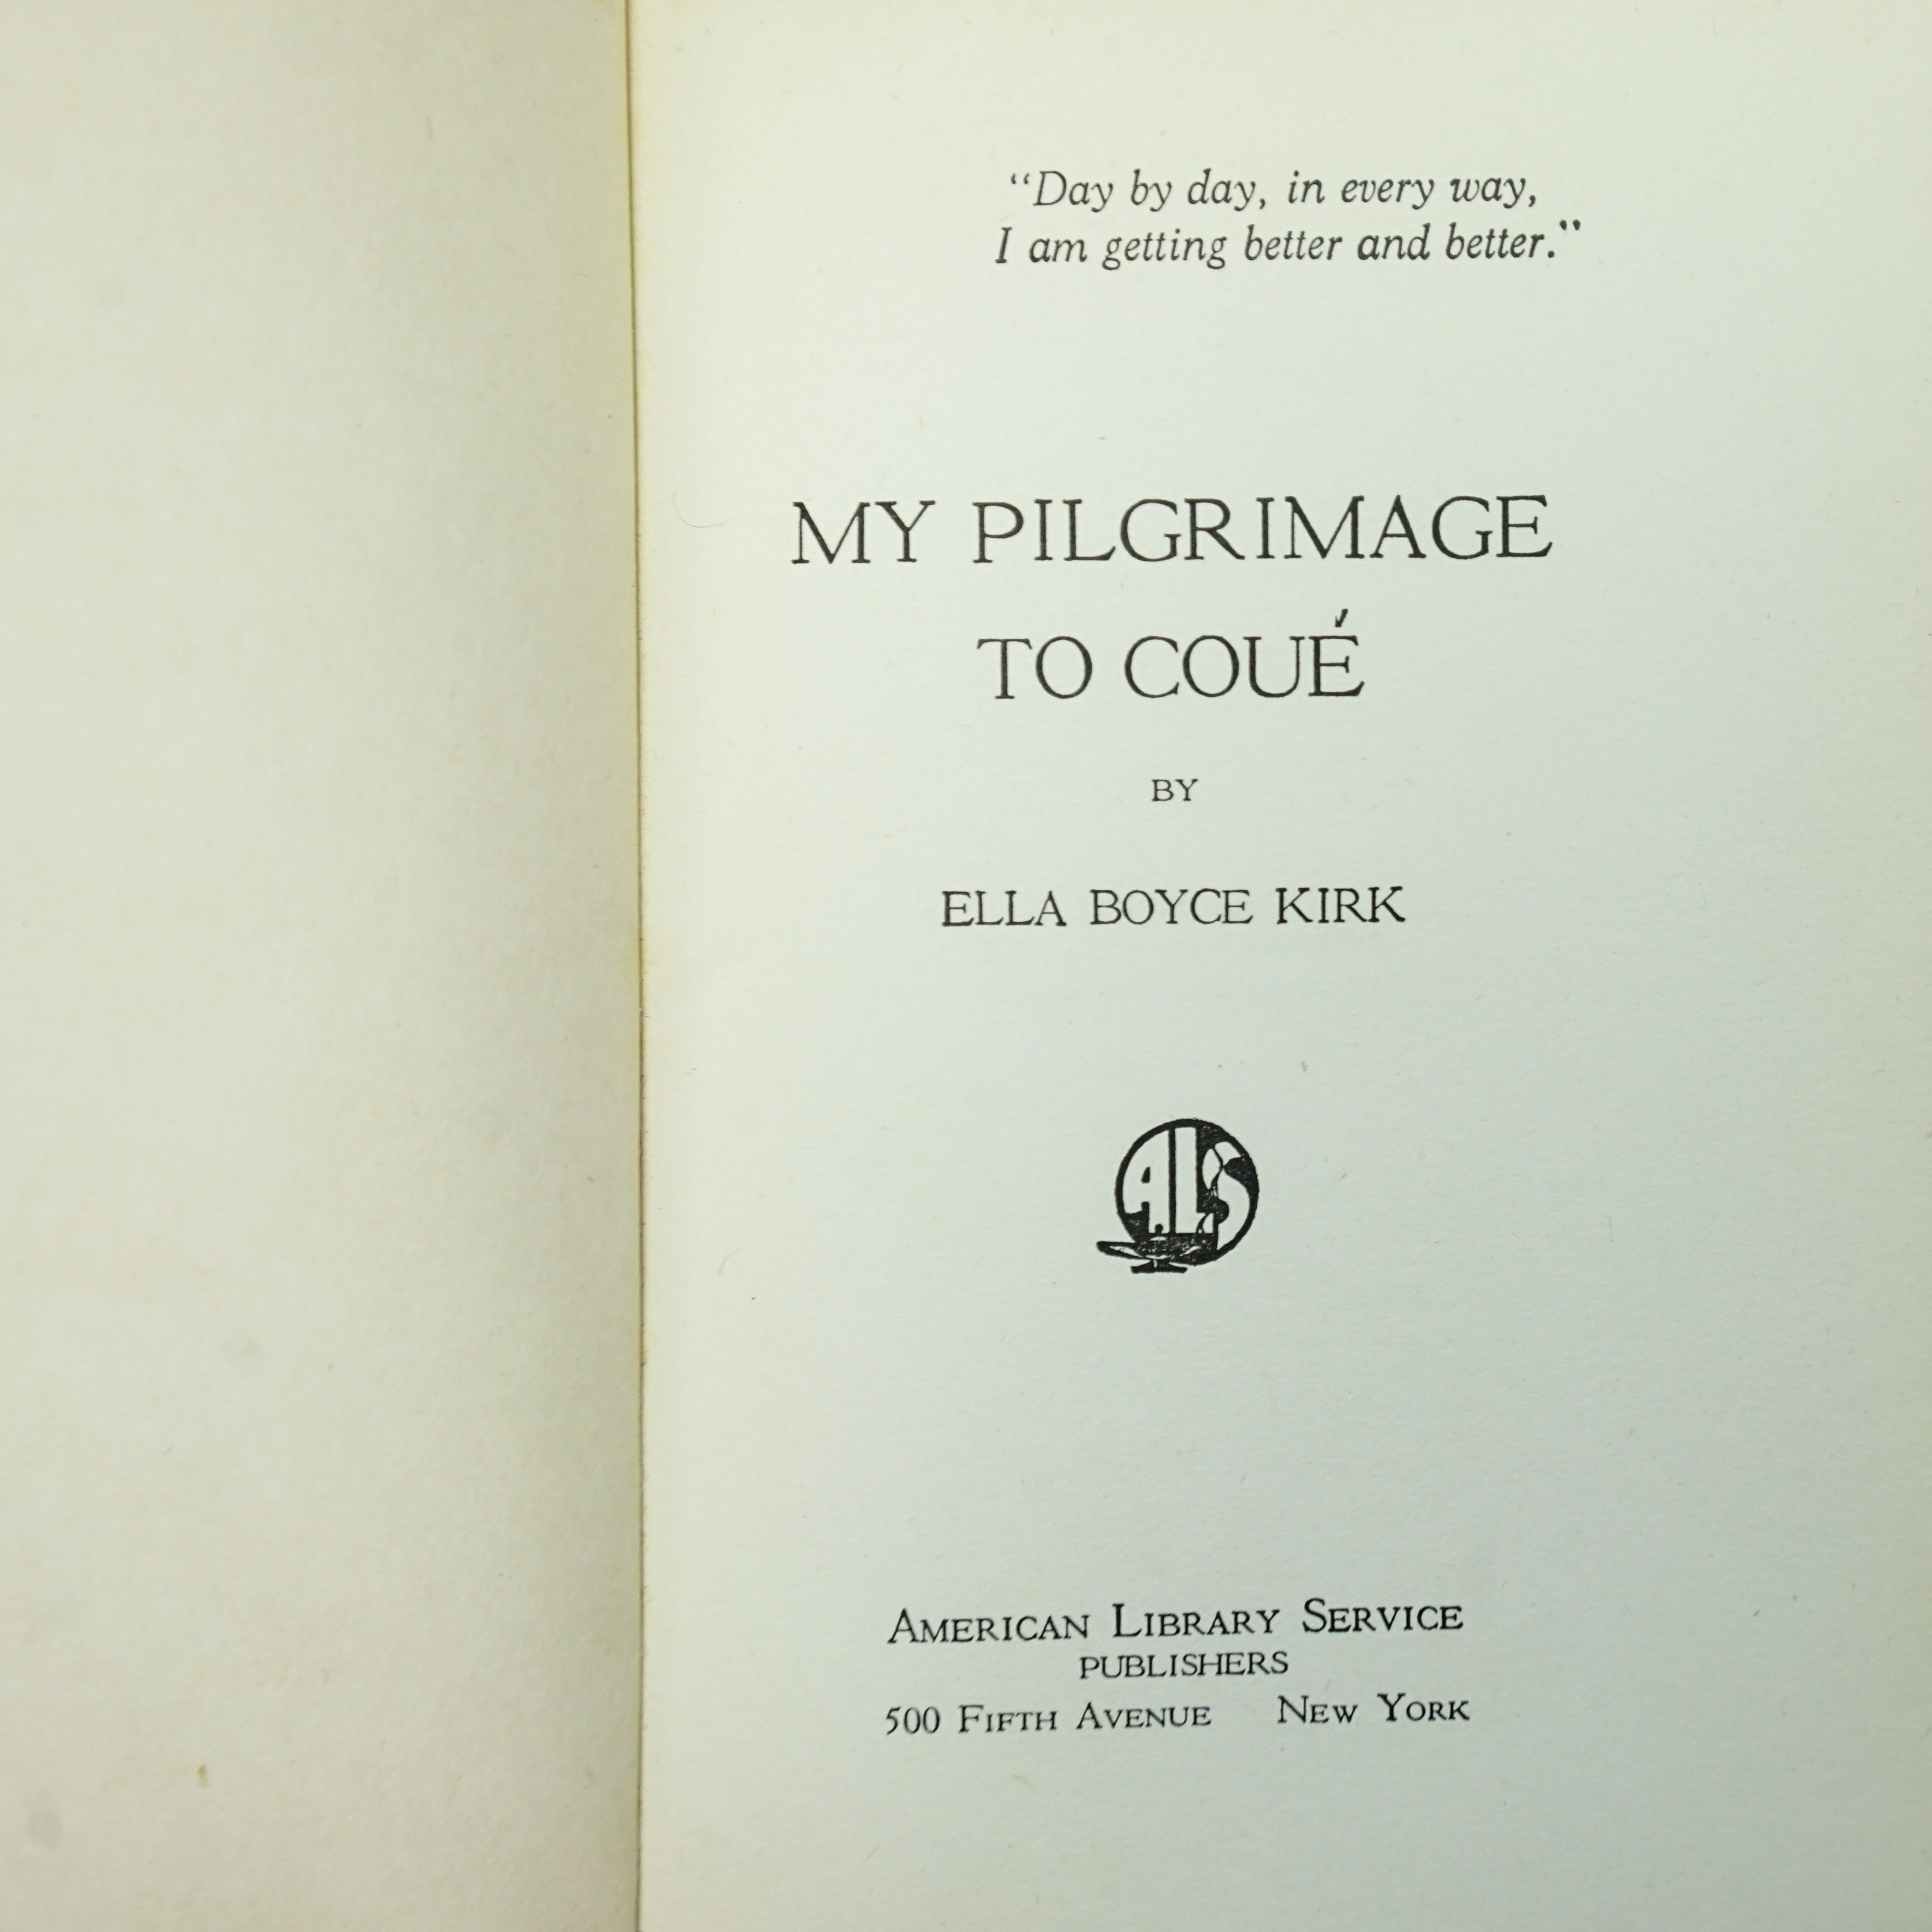 “Day by day, in every way,
I am getting better and better.”
MY PILGRIMAGE
TO COUÉ
BY
ELLA BOYCE KIRK
ALS
AMERICAN LIBRARY SERVICE
PUBLISHERS
500 FIFTH AVENUE NEW YORK